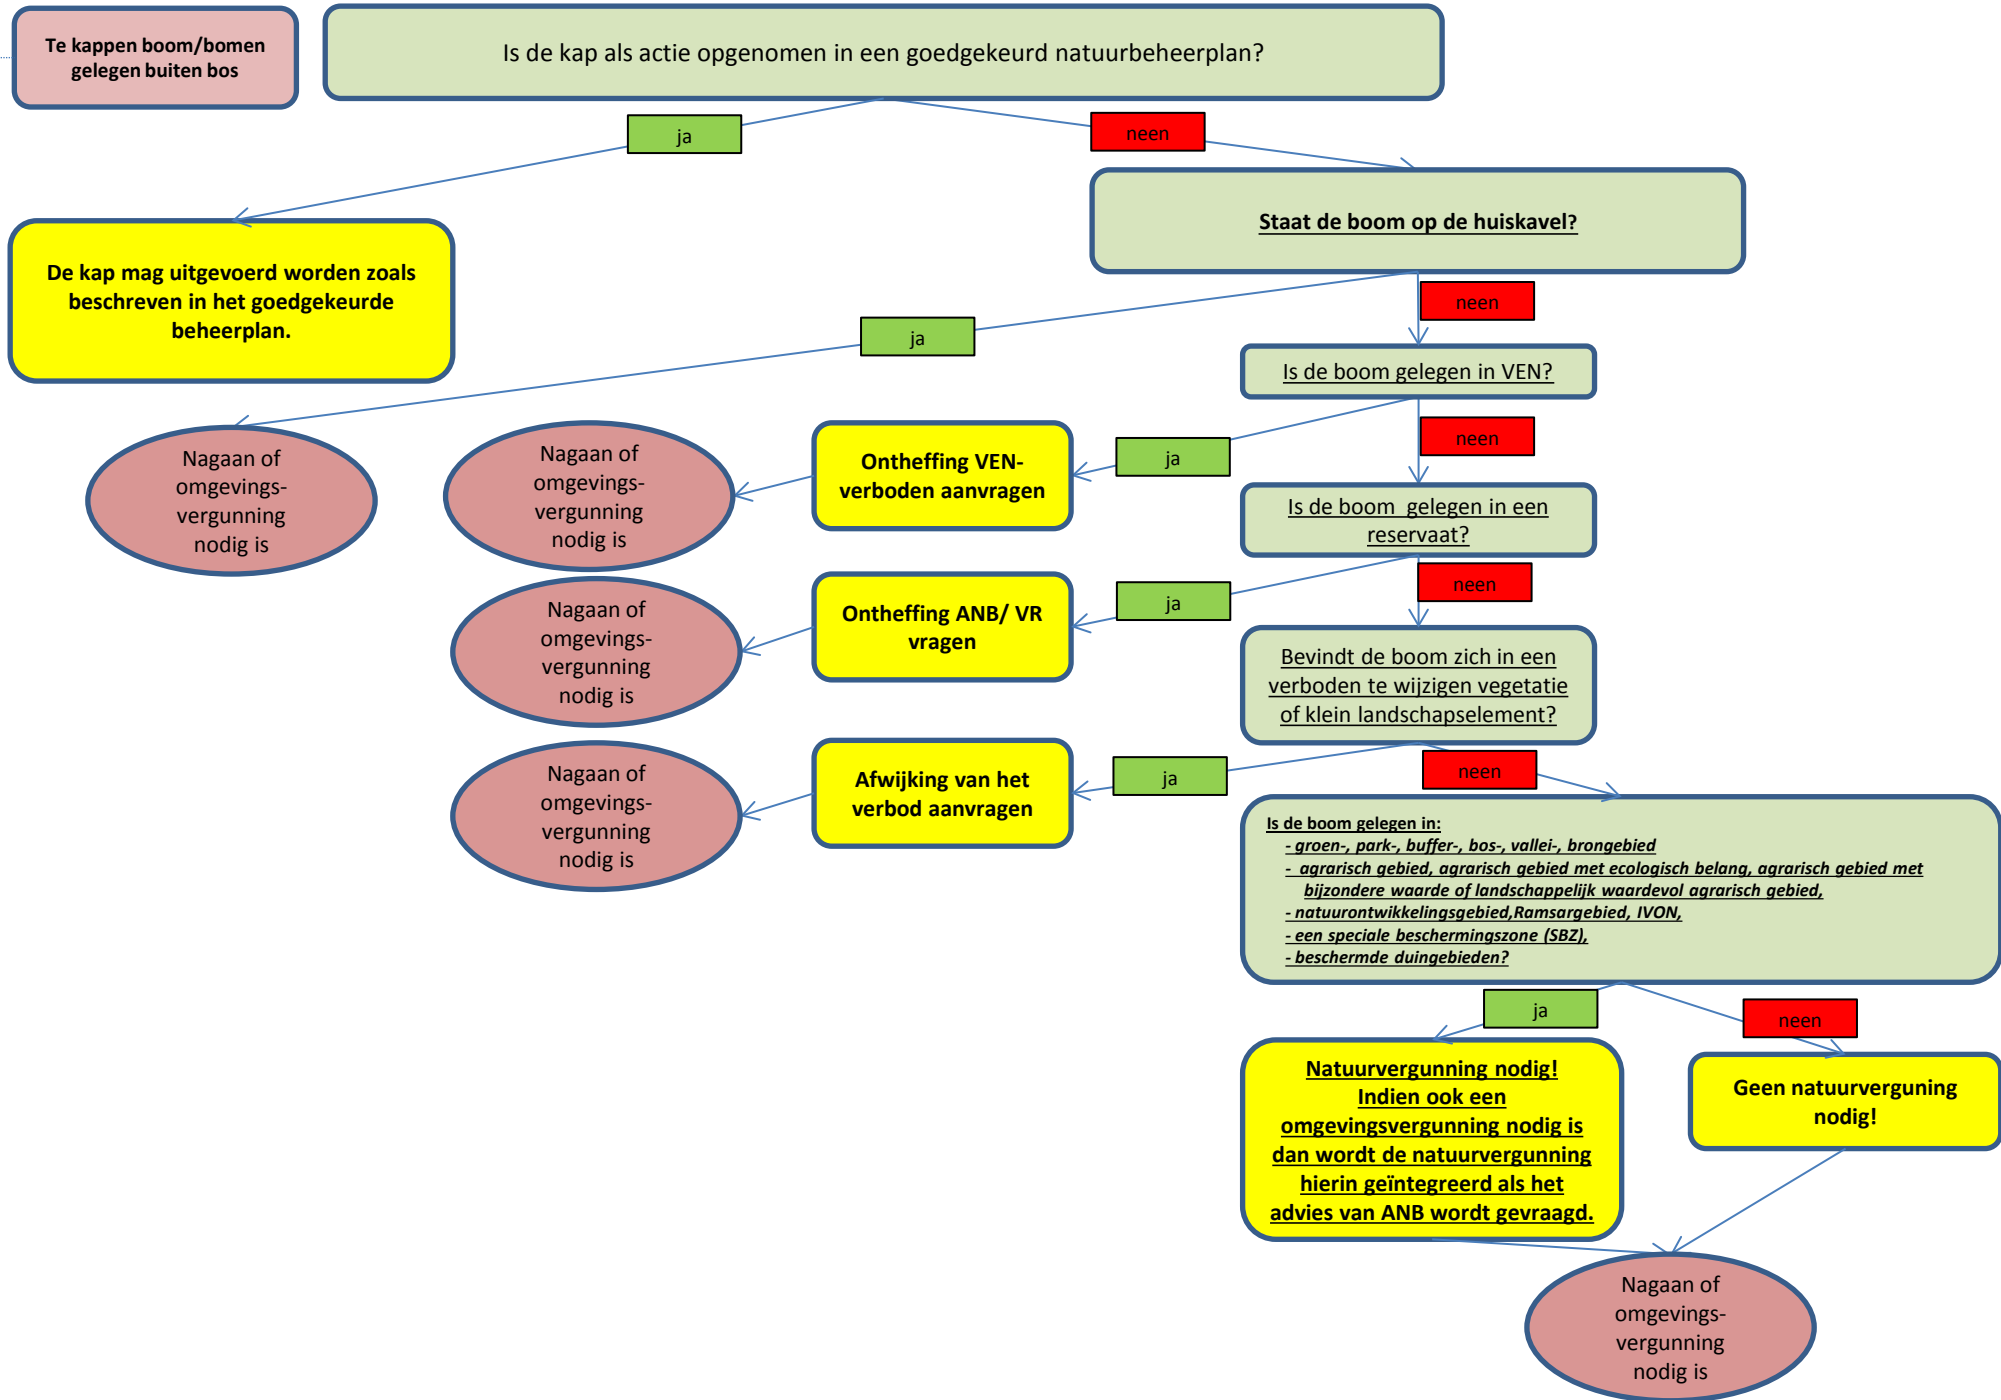 Te kappen boom/bomen
gelegen buiten bos
Is de kap als actie opgenomen in een goedgekeurd natuurbeheerplan?
ja
neen
Staat de boom op de huiskavel?
De kap mag uitgevoerd worden zoals
beschreven in het goedgekeurde
beheerplan.
ja
neen
Is de boom gelegen in VEN?
Nagaan of
omgevings-
vergunning
nodig is
Nagaan of
omgevings-
vergunning
nodig is
Ontheffing VEN-
verboden aanvragen
ja
neen
Is de boom  gelegen in een
reservaat?
Nagaan of
omgevings-
vergunning
nodig is
Ontheffing ANB/ VR
vragen
ja
neen
Bevindt de boom zich in een
verboden te wijzigen vegetatie
of klein landschapselement?
Nagaan of
omgevings-
vergunning
nodig is
Afwijking van het
verbod aanvragen
ja
neen
Is de boom gelegen in:
- groen-, park-, buffer-, bos-, vallei-, brongebied
-  agrarisch gebied, agrarisch gebied met ecologisch belang, agrarisch gebied met
bijzondere waarde of landschappelijk waardevol agrarisch gebied,
- natuurontwikkelingsgebied,Ramsargebied, IVON,
- een speciale beschermingszone (SBZ),
- beschermde duingebieden?
ja
neen
Natuurvergunning nodig!
Indien ook een
omgevingsvergunning nodig is
dan wordt de natuurvergunning
hierin geïntegreerd als het
advies van ANB wordt gevraagd.
Geen natuurverguning
nodig!
Nagaan of
omgevings-
vergunning
nodig is